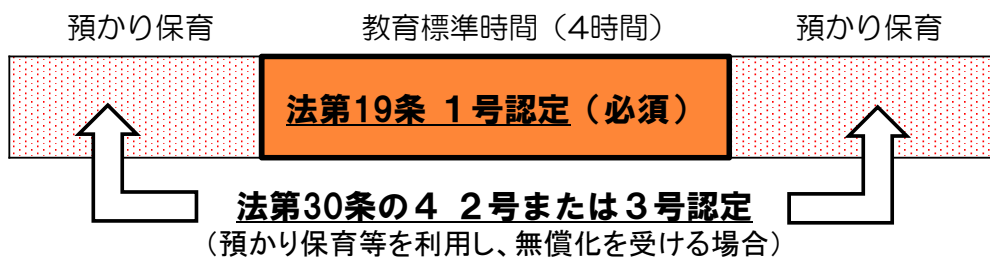 預かり保育 教育標準時間（4時間） 預かり保育
法第19条 １号認定（必須）
法第30条の４ ２号または３号認定
（預かり保育等を利用し、無償化を受ける場合）